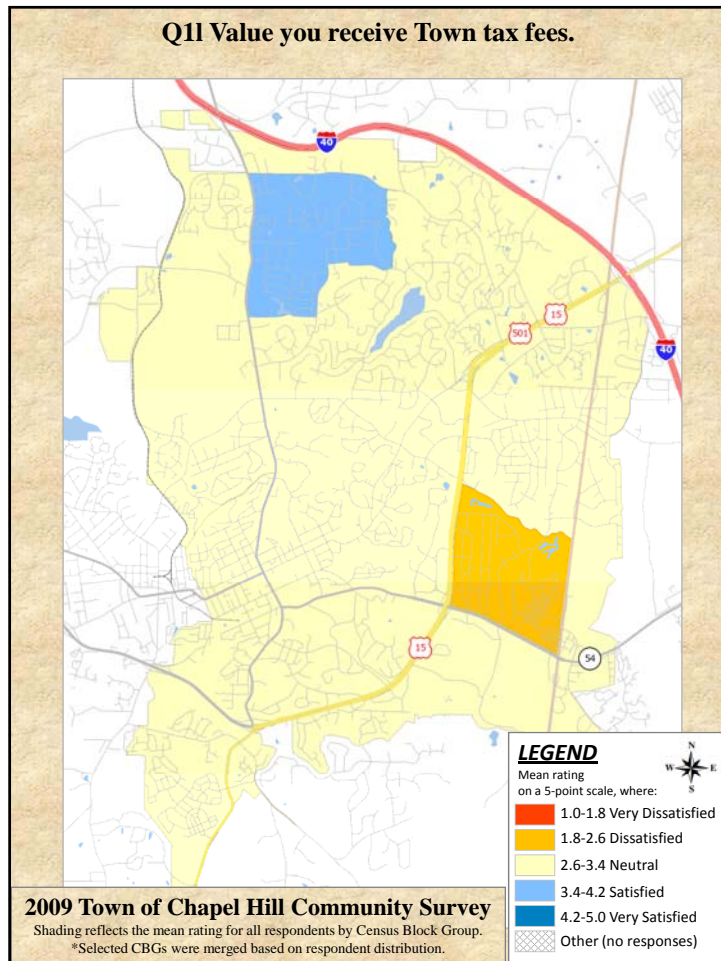 Q1l Value you receive Town tax fees.
40
15
501
40
15
54
LEGEND
Mean rating
on a 5-point scale, where:
N
W E
S
1.0-1.8 Very Dissatisfied
1.8-2.6 Dissatisfied
2.6-3.4 Neutral
3.4-4.2 Satisfied
4.2-5.0 Very Satisfied
Other (no responses)
2009 Town of Chapel Hill Community Survey
Shading reflects the mean rating for all respondents by Census Block Group.
*Selected CBGs were merged based on respondent distribution.